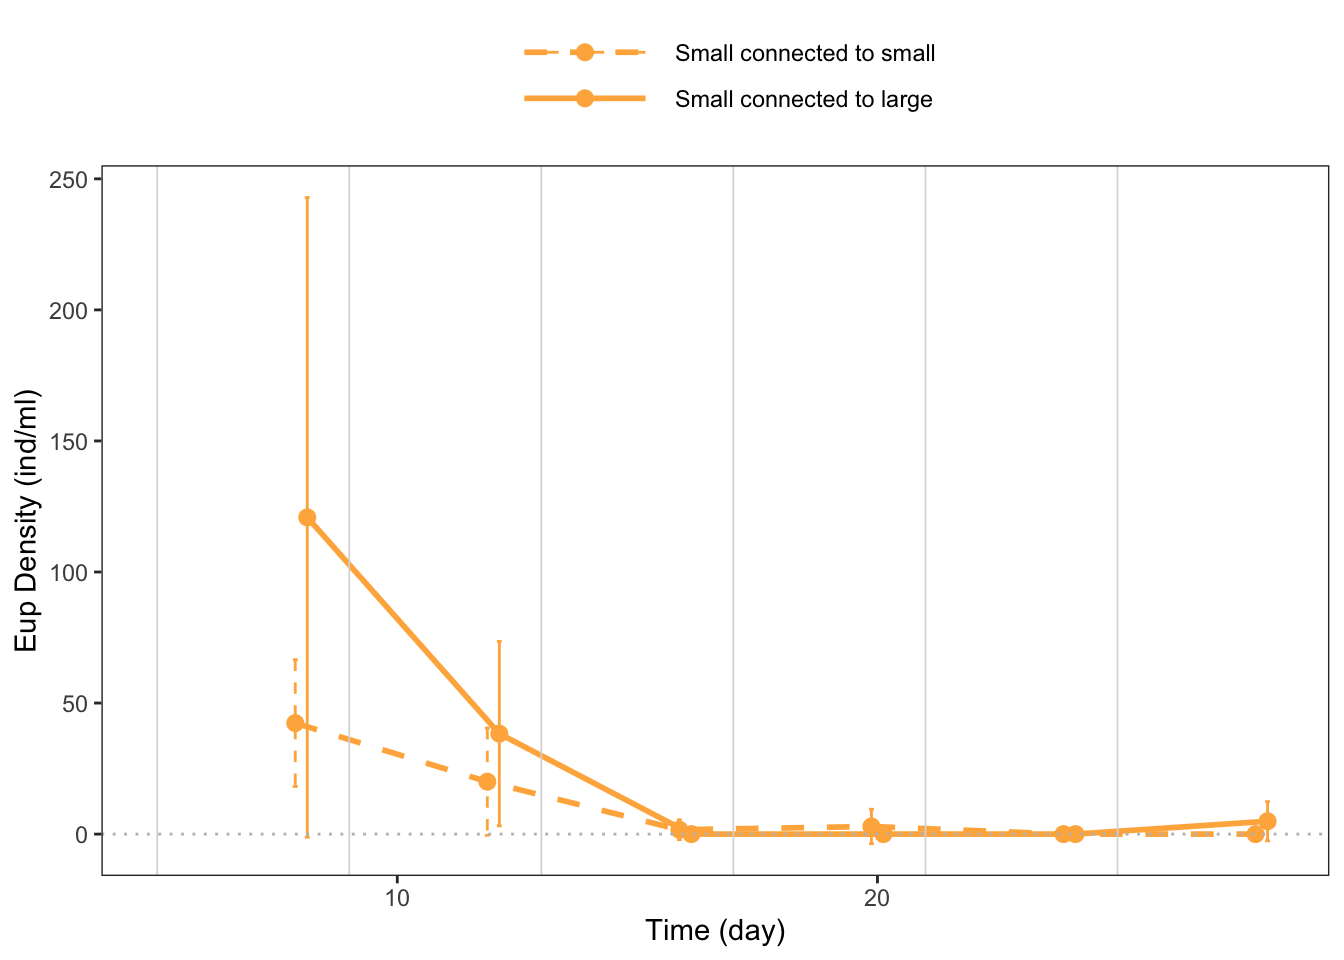 Small connected to small
Small connected to large
250
200
150
100
50
0
Eup Density (ind/ml)
10 20
Time (day)